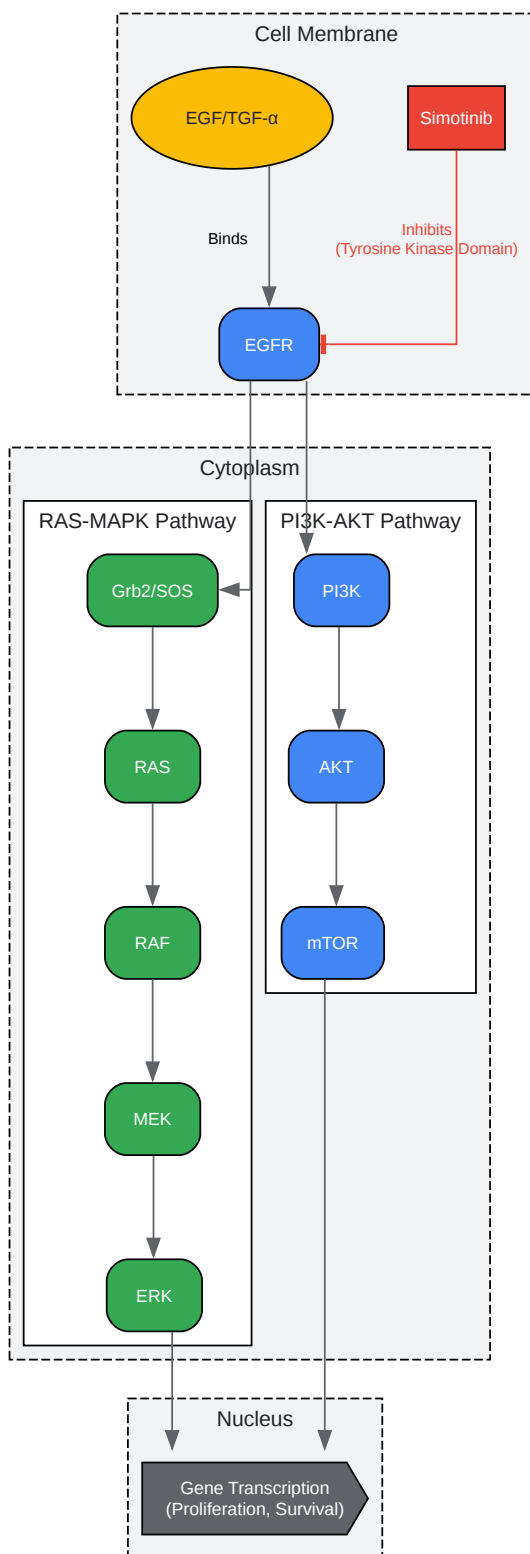 Cell Membrane
EGF/TGF-α
Simotinib
Binds
Inhibits
(Tyrosine Kinase Domain)
EGFR
Cytoplasm
RAS-MAPK Pathway
PI3K-AKT Pathway
Grb2/SOS
PI3K
RAS
AKT
RAF
mTOR
MEK
ERK
Nucleus
Gene Transcription
(Proliferation, Survival)